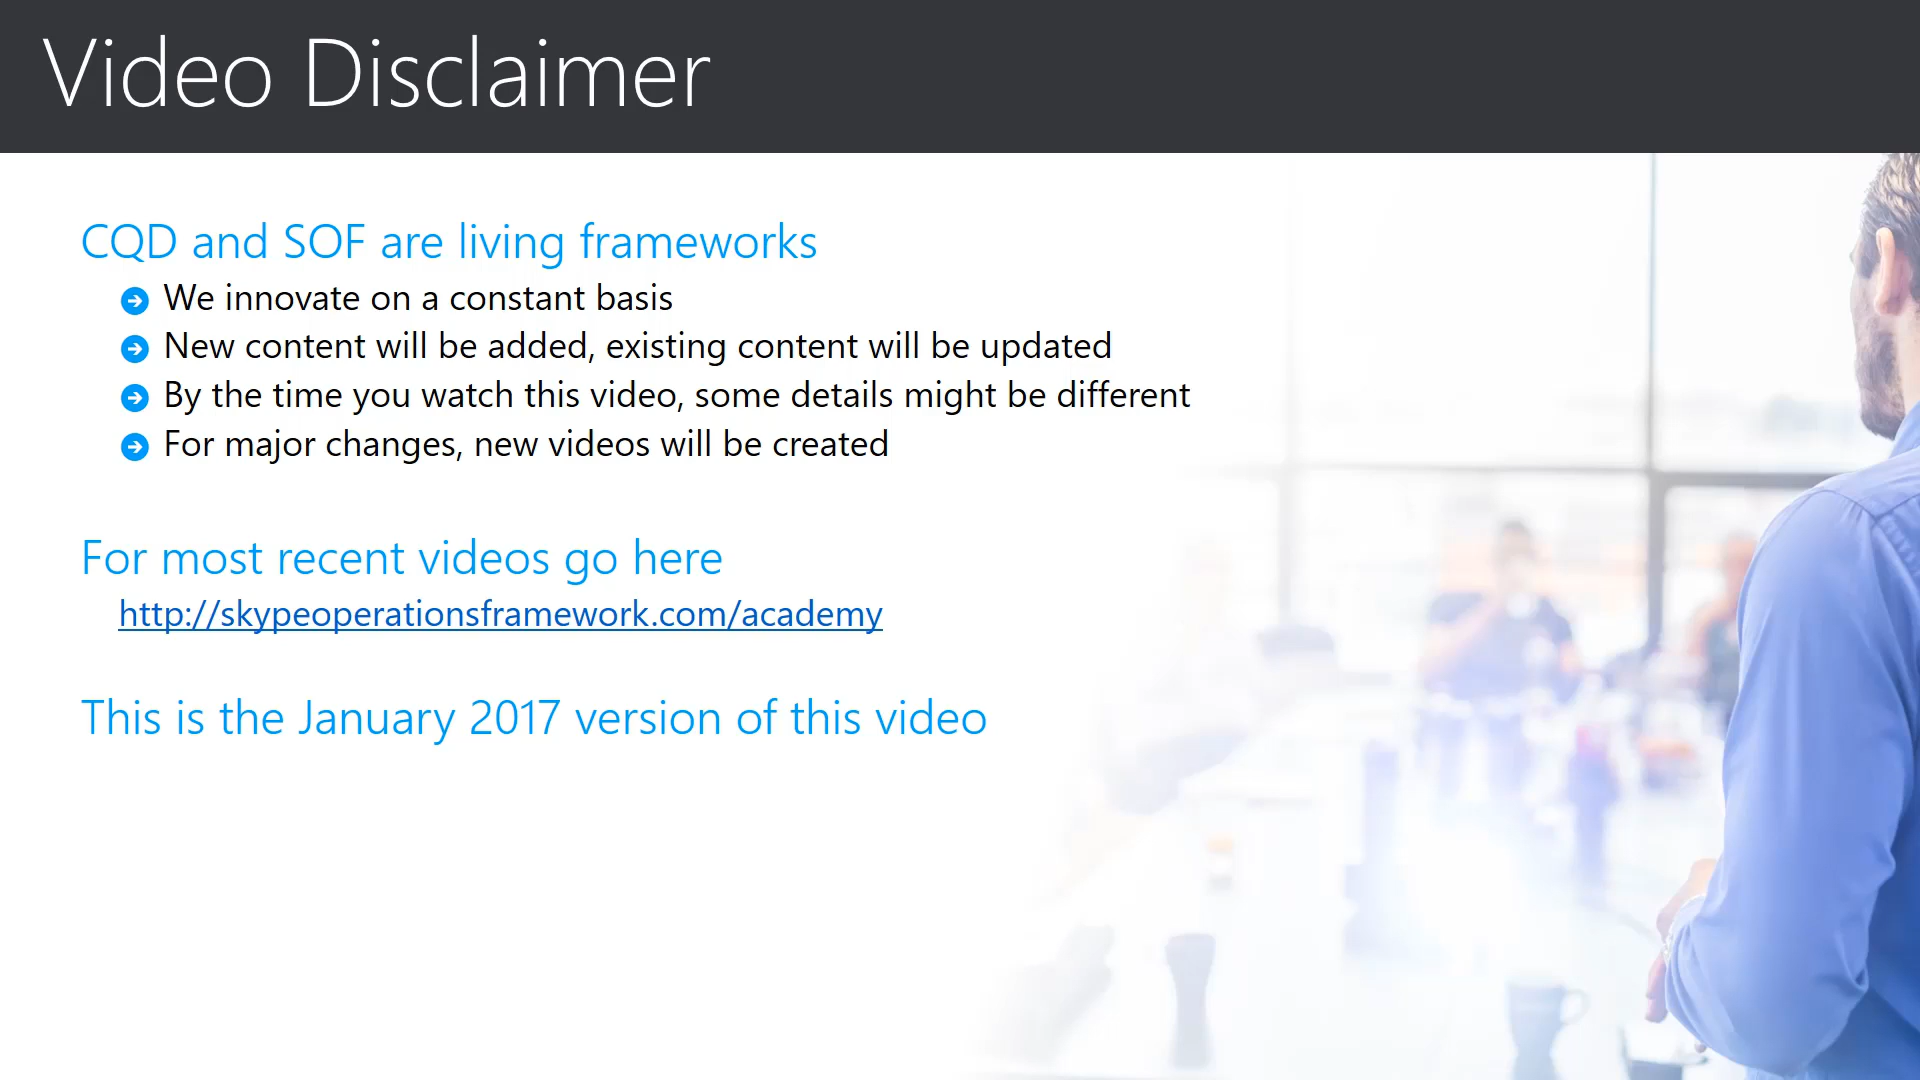 Video Disclaimer
CQD and SOF are living frameworks
We innovate on a constant basis
New content will be added, existing content will be updated
By the time you watch this video, some details might be different
For major changes, new videos will be created
For most recent videos go here
http://skypeoperationsframework.com/academy
This is the January 2017 version of this video